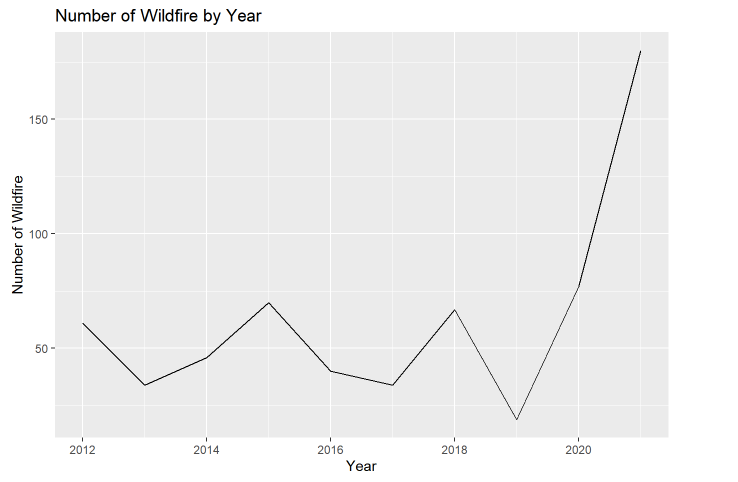 Number of Wildfire by Year
150
100
50
Number of Wildfire
2012 2014 2016 2018 2020
Year